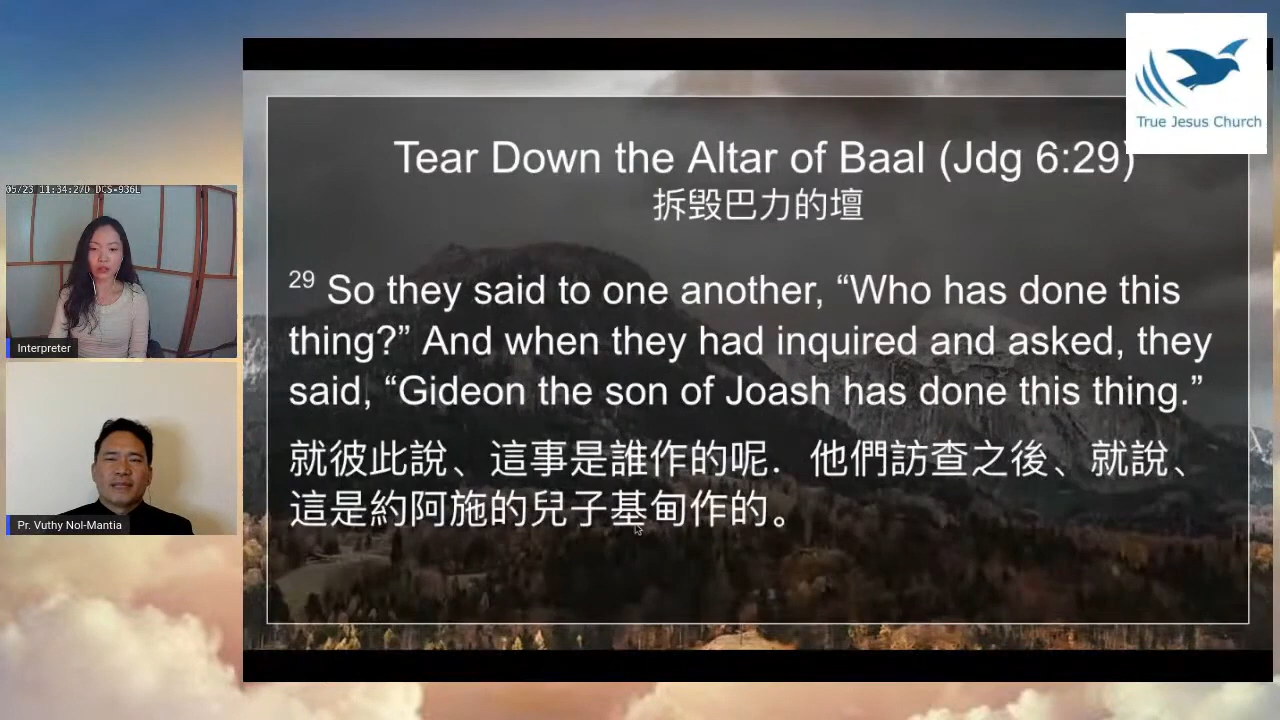 True Jesus Church
Tear Down the Altar of Baal (Jdg 6:29)
拆毀巴力的壇
29 So they said to one another, “Who has done this
thing?” And when they had inquired and asked, they
said, “Gideon the son of Joash has done this thing.”
就彼此說、這事是誰作的呢．他們訪查之後、就說、
這是約阿施的兒子基甸作的。
05/23 11:34:27D DCS-936L
Interpreter
Pr. Vuthy Nol-Mantia